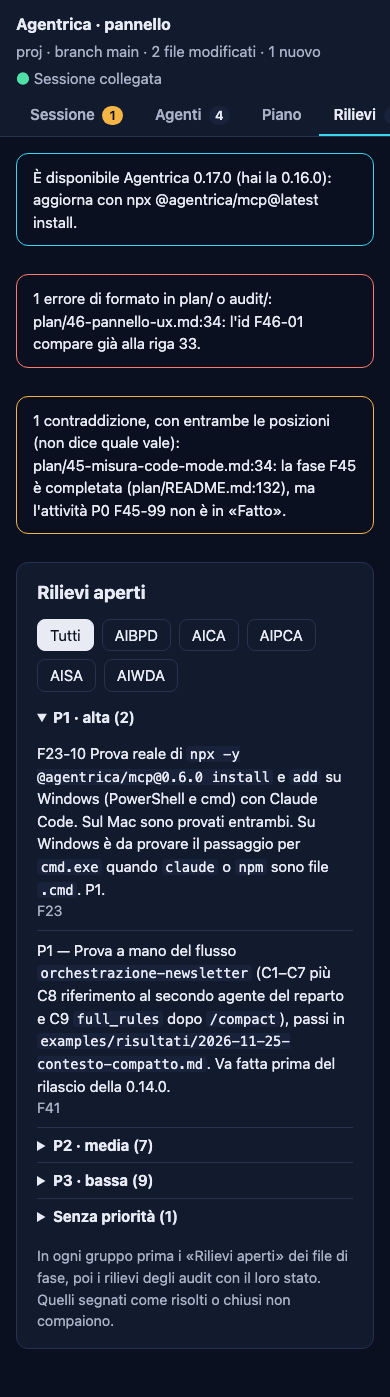 Agentrica · pannello
proj · branch main · 2 file modificati · 1 nuovo
Sessione collegata
Sessione 1 Agenti 4 Piano Rilievi
È disponibile Agentrica 0.17.0 (hai la 0.16.0):
aggiorna con npx @agentrica/mcp@latest
install.
1 errore di formato in plan/ o audit/:
plan/46-pannello-ux.md:34: l'id F46-01
compare già alla riga 33.
1 contraddizione, con entrambe le posizioni
(non dice quale vale):
plan/45-misura-code-mode.md:34: la fase F45
è completata (plan/README.md:132), ma
l'attività P0 F45-99 non è in «Fatto».
Rilievi aperti
Tutti AIBPD AICA AIPCA
AISA AIWDA
▼ P1 · alta (2)
F23-10 Prova reale di npx -y
@agentrica/mcp@0.6.0 install e add su
Windows (PowerShell e cmd) con Claude
Code. Sul Mac sono provati entrambi. Su
Windows è da provare il passaggio per
cmd.exe quando claude o npm sono file
.cmd. P1.
F23
P1 — Prova a mano del flusso
orchestrazione-newsletter (C1–C7 più
C8 riferimento al secondo agente del reparto
e C9 full_rules dopo /compact), passi in
examples/risultati/2026-11-25-
contesto-compatto.md. Va fatta prima del
rilascio della 0.14.0.
F41
▶ P2 · media (7)
▶ P3 · bassa (9)
▶ Senza priorità (1)
In ogni gruppo prima i «Rilievi aperti» dei file di
fase, poi i rilievi degli audit con il loro stato.
Quelli segnati come risolti o chiusi non
compaiono.